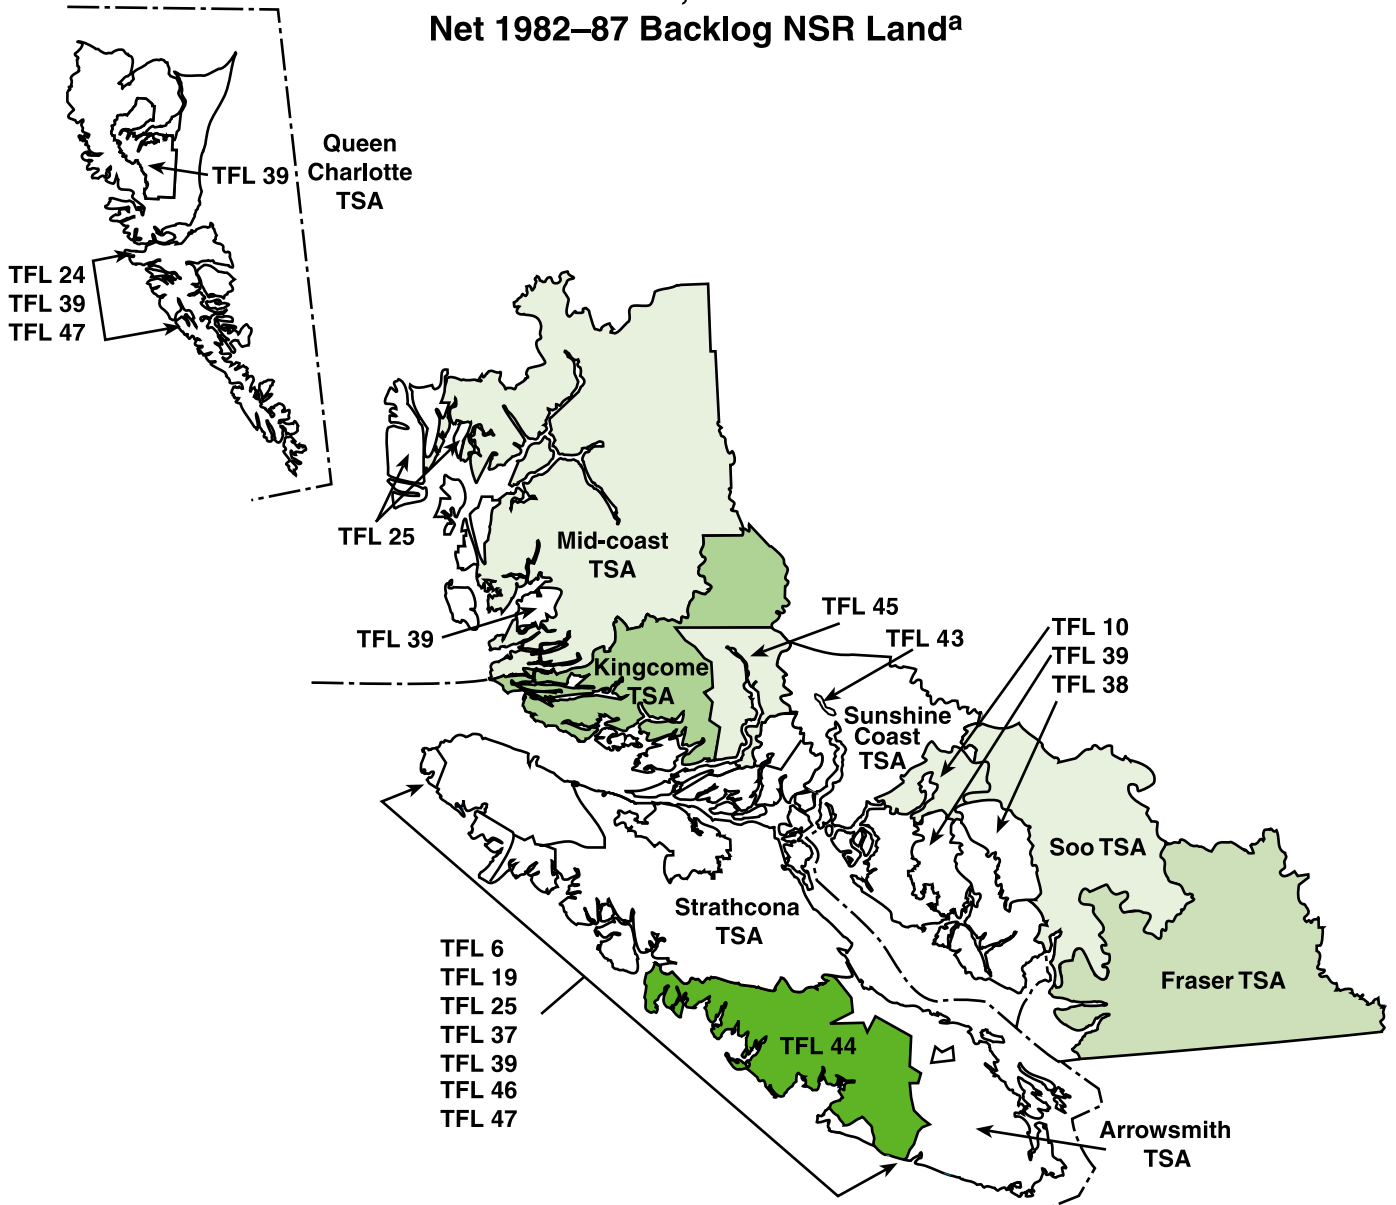 Net 1982–87 Backlog NSR Landa
Queen
Charlotte
TSA
TFL 39
TFL 24
TFL 39
TFL 47
TFL 25
Mid-coast
TSA
TFL 39
Kingcome
TSA
TFL 45
TFL 43
TFL 10
TFL 39
TFL 38
Sunshine
Coast
TSA
Soo TSA
Fraser TSA
Strathcona
TSA
TFL 6
TFL 19
TFL 25
TFL 37
TFL 39
TFL 46
TFL 47
TFL 44
Arrowsmith
TSA